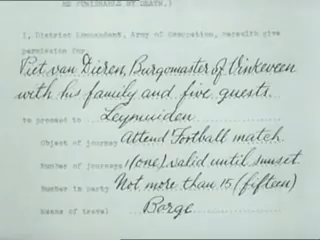 AS PUNISHABLE BY DEATH.)
I, District Commandant, Army of Occupation, herewith give
permission for
Piet van Dieren, Burgomaster of Vinkeveen
with his family and five guests.
to proceed to Leymuiden
Object of journey Attend Football match.
Number of journeys 1 (one) valid until sunset
Number in party Not more than 15 (fifteen)
Means of travel Barge